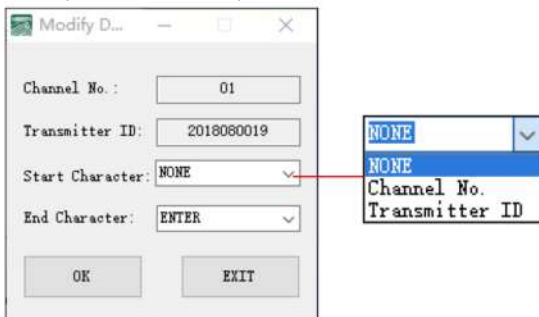 Modify D...
Channel No.: 01
Transmitter ID: 2018080019
Start Character: NONE
End Character: ENTER
OK EXIT
NONE
NONE
Channel No.
Transmitter ID